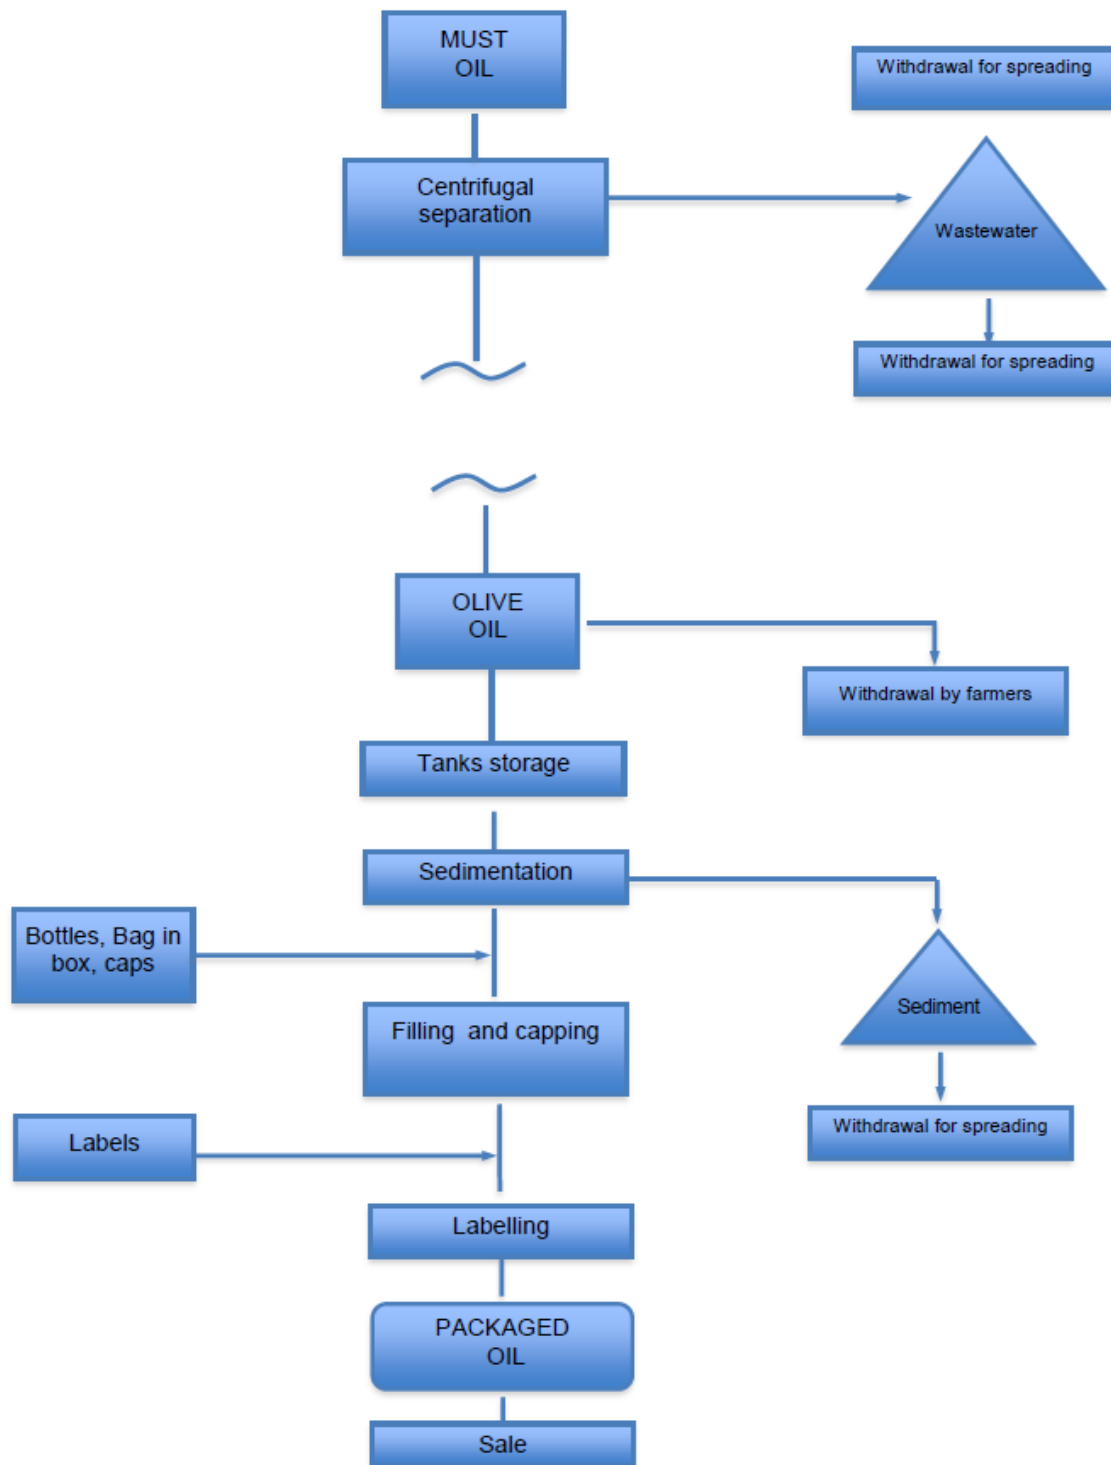 MUST
OIL
Withdrawal for spreading
Centrifugal
separation
Wastewater
Withdrawal for spreading
OLIVE
OIL
Withdrawal by farmers
Tanks storage
Sedimentation
Bottles, Bag in
box, caps
Sediment
Filling and capping
Withdrawal for spreading
Labels
Labelling
PACKAGED
OIL
Sale